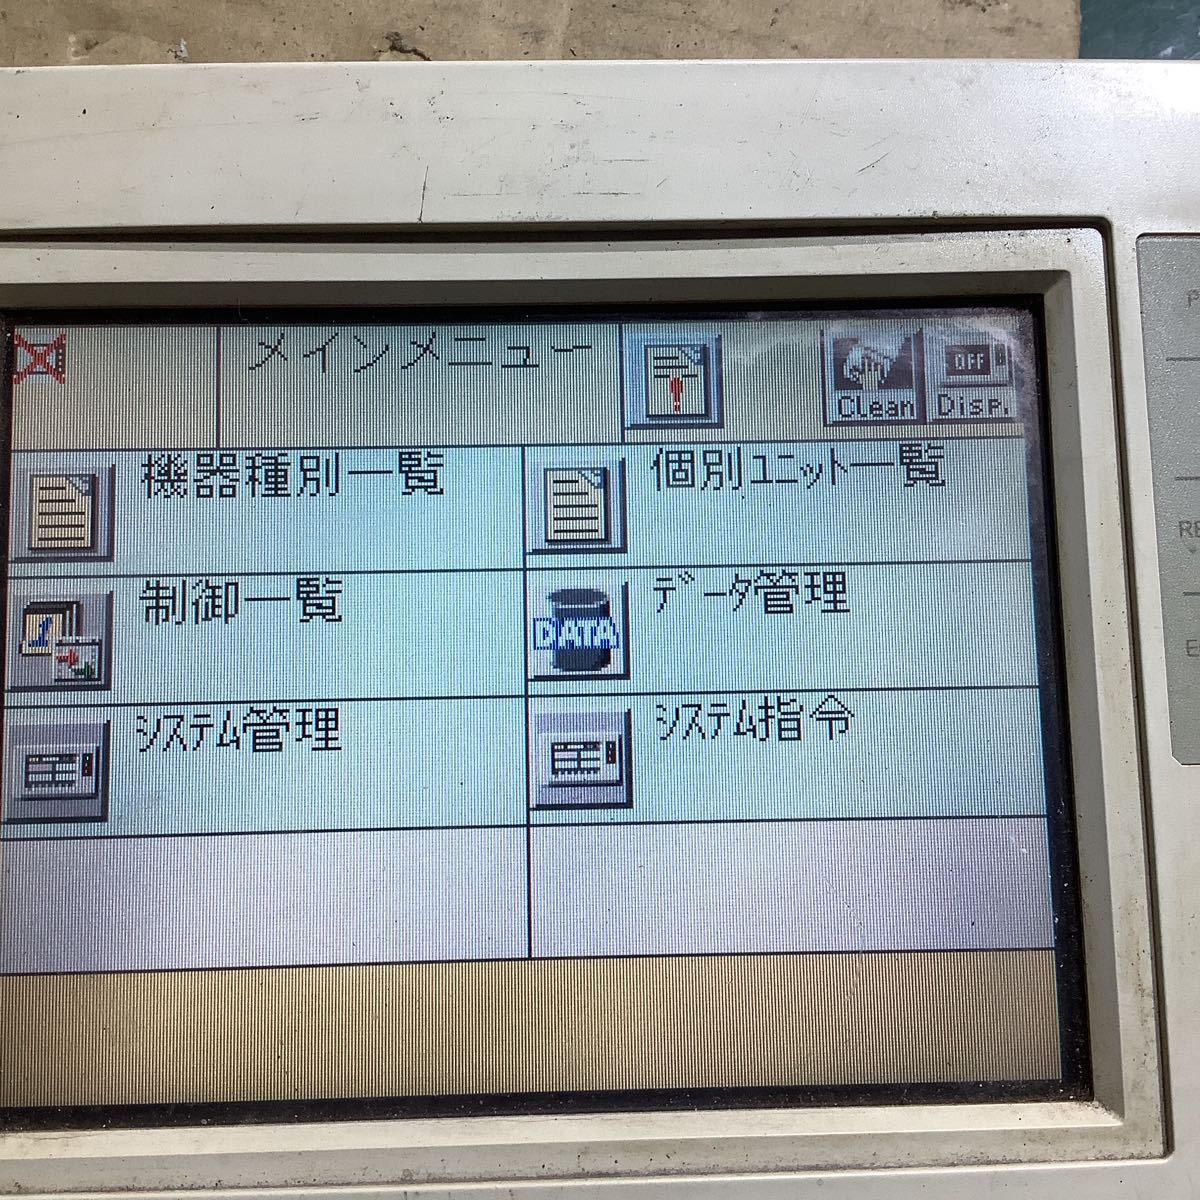 メインメニュー
Clean
OFF
Disp.
機器種別一覧
個別ﾕﾆｯﾄ一覧
制御一覧
1
DATA
ﾃﾞｰﾀ管理
ｼｽﾃﾑ管理
ｼｽﾃﾑ指令